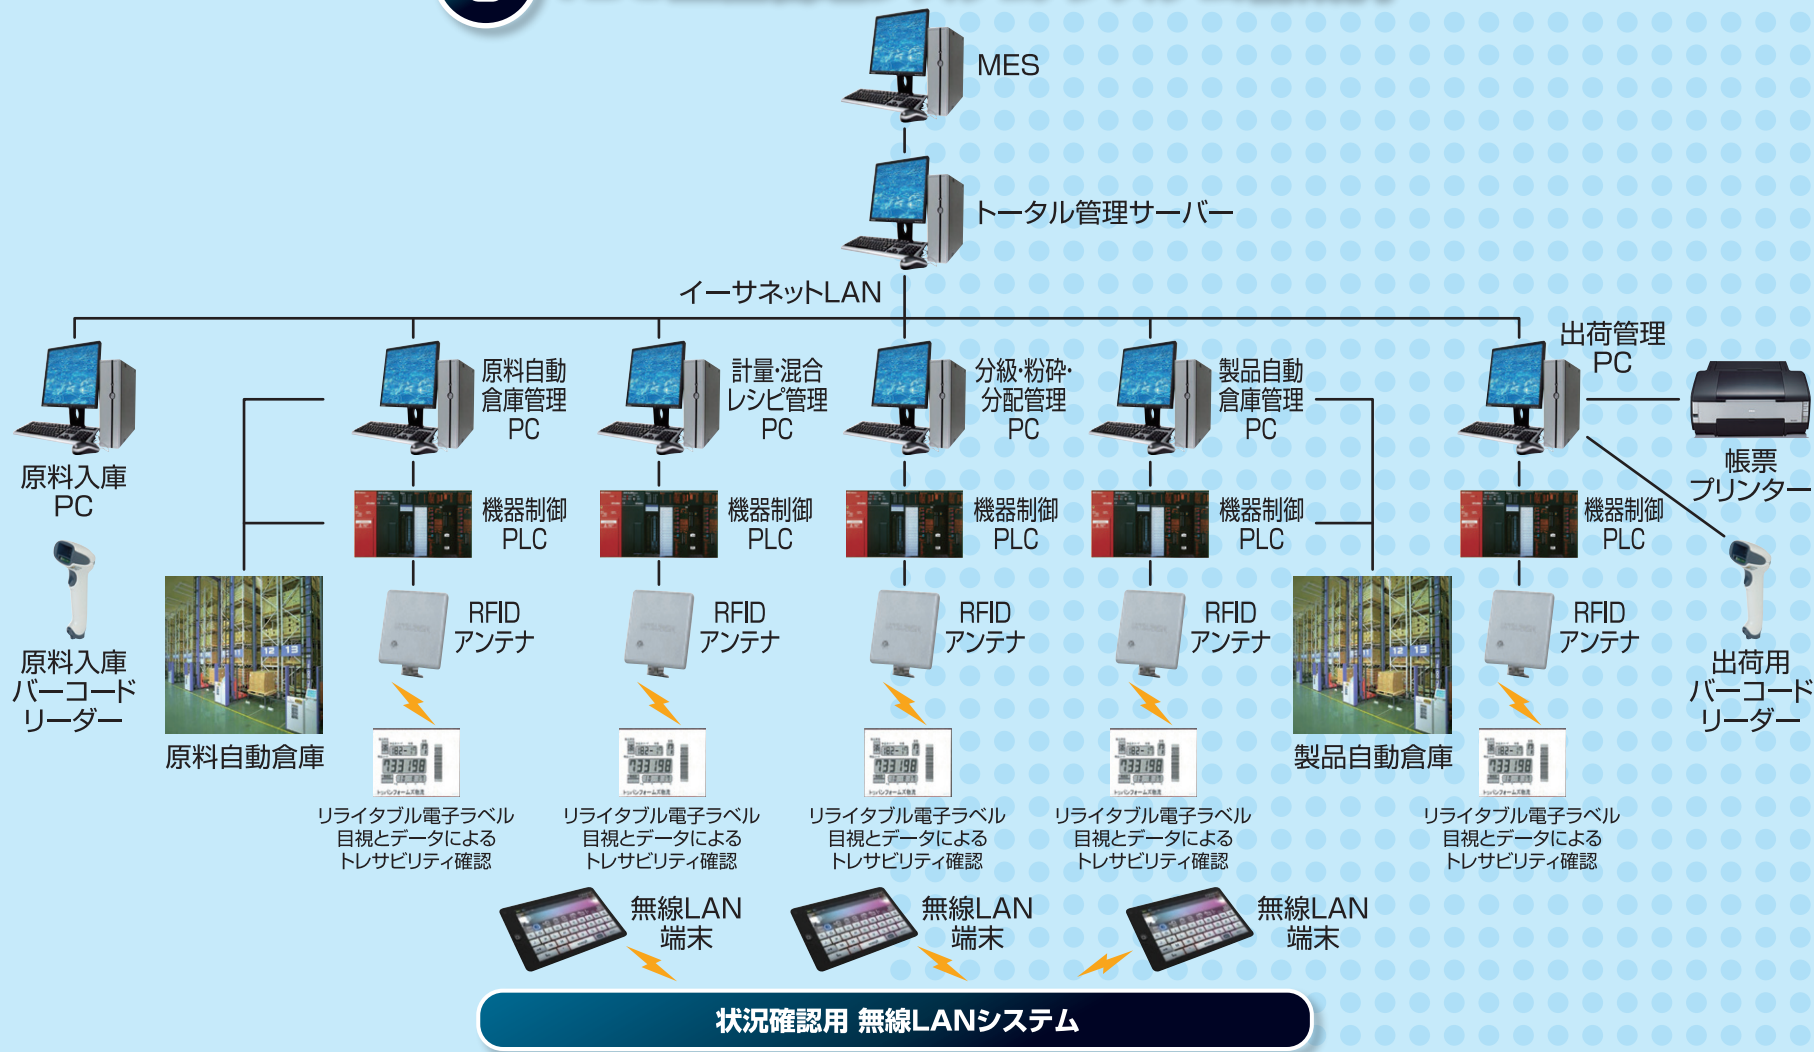 MES
トータル管理サーバー
イーサネットLAN
原料入庫
PC
原料自動
倉庫管理
PC
計量・混合
レシピ管理
PC
分級・粉砕・
分配管理
PC
製品自動
倉庫管理
PC
出荷管理
PC
帳票
プリンター
機器制御
PLC
機器制御
PLC
機器制御
PLC
機器制御
PLC
機器制御
PLC
原料入庫
バーコード
リーダー
原料自動倉庫
RFID
アンテナ
RFID
アンテナ
RFID
アンテナ
RFID
アンテナ
製品自動倉庫
RFID
アンテナ
出荷用
バーコード
リーダー
733198
733198
733198
733198
733198
リライタブル電子ラベル
目視とデータによる
トレサビリティ確認
リライタブル電子ラベル
目視とデータによる
トレサビリティ確認
リライタブル電子ラベル
目視とデータによる
トレサビリティ確認
リライタブル電子ラベル
目視とデータによる
トレサビリティ確認
リライタブル電子ラベル
目視とデータによる
トレサビリティ確認
無線LAN
端末
無線LAN
端末
無線LAN
端末
状況確認用 無線LANシステム